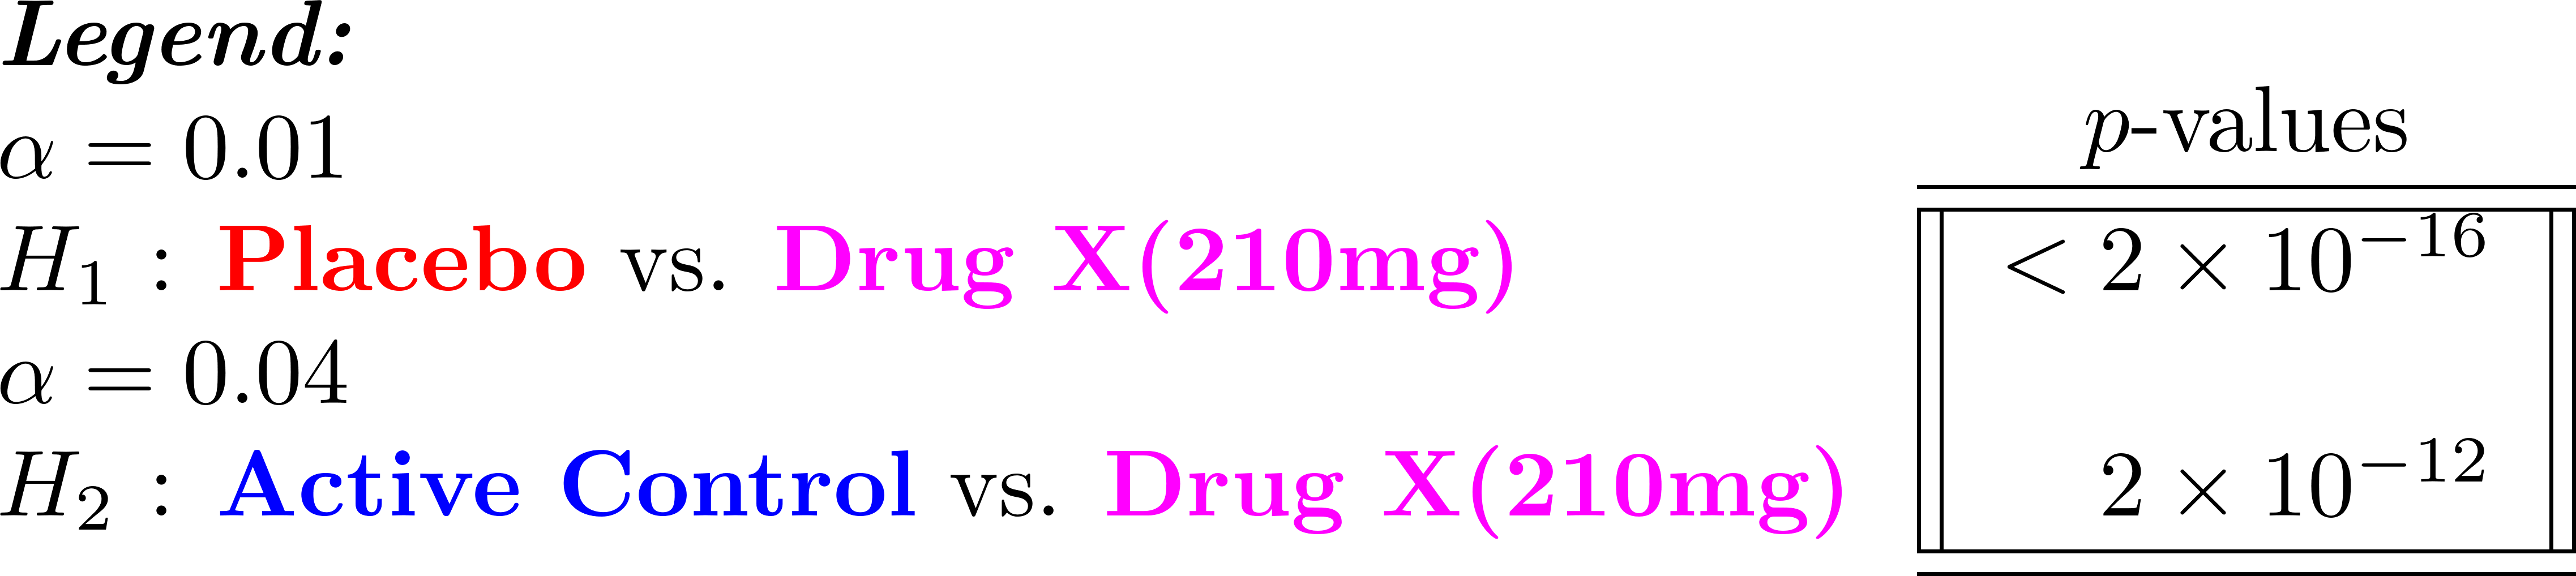 Legend:
α = 0.01
p-values
H₁ : Placebo vs. Drug X(210mg)
< 2 × 10⁻¹⁶
α = 0.04
H₂ : Active Control vs. Drug X(210mg)
2 × 10⁻¹²